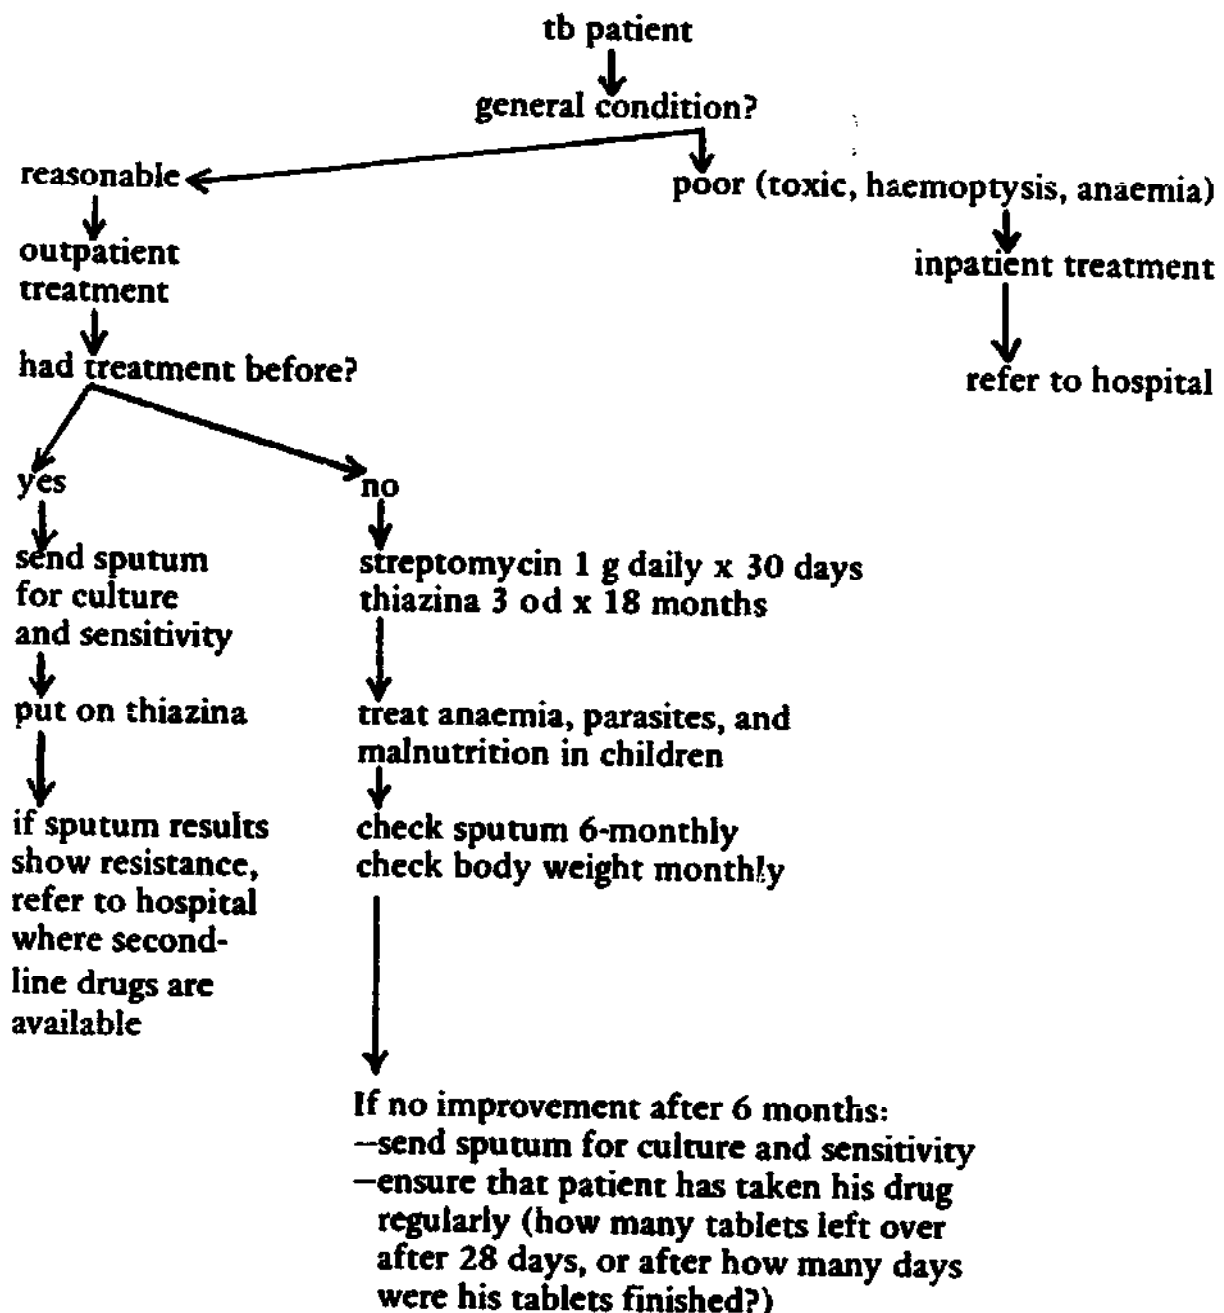 tb patient
general condition?
reasonable
poor (toxic, haemoptysis, anaemia)
outpatient
treatment
inpatient treatment
had treatment before?
refer to hospital
yes
no
send sputum
for culture
and sensitivity
streptomycin 1 g daily x 30 days
thiazina 3 od x 18 months
put on thiazina
treat anaemia, parasites, and
malnutrition in children
if sputum results
show resistance,
refer to hospital
where second-
line drugs are
available
check sputum 6-monthly
check body weight monthly
If no improvement after 6 months:
—send sputum for culture and sensitivity
—ensure that patient has taken his drug
regularly (how many tablets left over
after 28 days, or after how many days
were his tablets finished?)